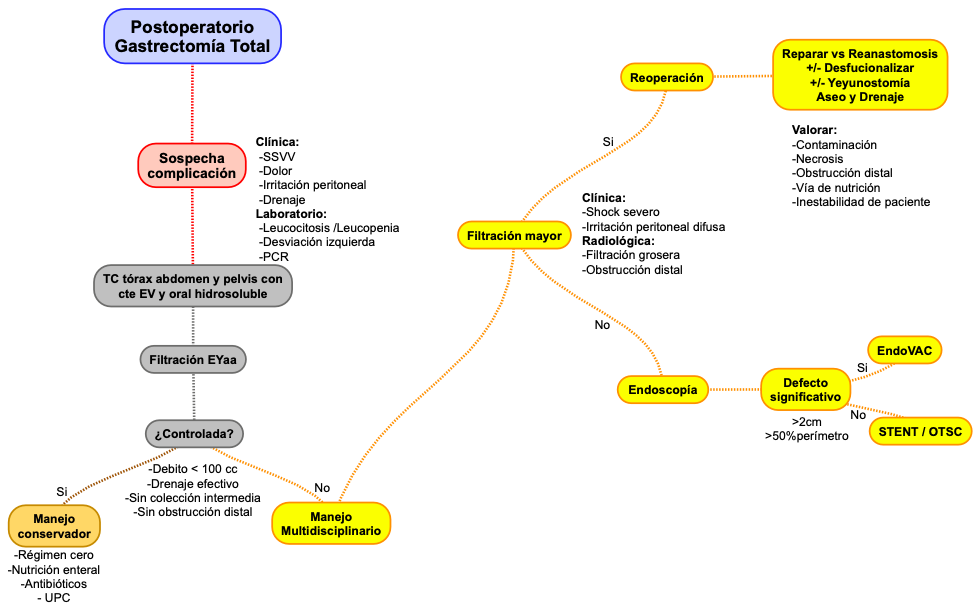 Postoperatorio
Gastrectomía Total
Sospecha
complicación
Clínica:
-SSVV
-Dolor
-Irritación peritoneal
-Drenaje
Laboratorio:
-Leucocitosis /Leucopenia
-Desviación izquierda
-PCR
TC tórax abdomen y pelvis con
cte EV y oral hidrosoluble
Filtración EYaa
¿Controlada?
-Debito < 100 cc
-Drenaje efectivo
-Sin colección intermedia
-Sin obstrucción distal
Si
Manejo
conservador
-Régimen cero
-Nutrición enteral
-Antibióticos
- UPC
No
Manejo
Multidisciplinario
Filtración mayor
Clínica:
-Shock severo
-Irritación peritoneal difusa
Radiológica:
-Filtración grosera
-Obstrucción distal
Si
Reoperación
Reparar vs Reanastomosis
+/- Desfucionalizar
+/- Yeyunostomía
Aseo y Drenaje
Valorar:
-Contaminación
-Necrosis
-Obstrucción distal
-Vía de nutrición
-Inestabilidad de paciente
No
Endoscopía
Defecto
significativo
>2cm
>50%perímetro
Si
EndoVAC
No
STENT / OTSC